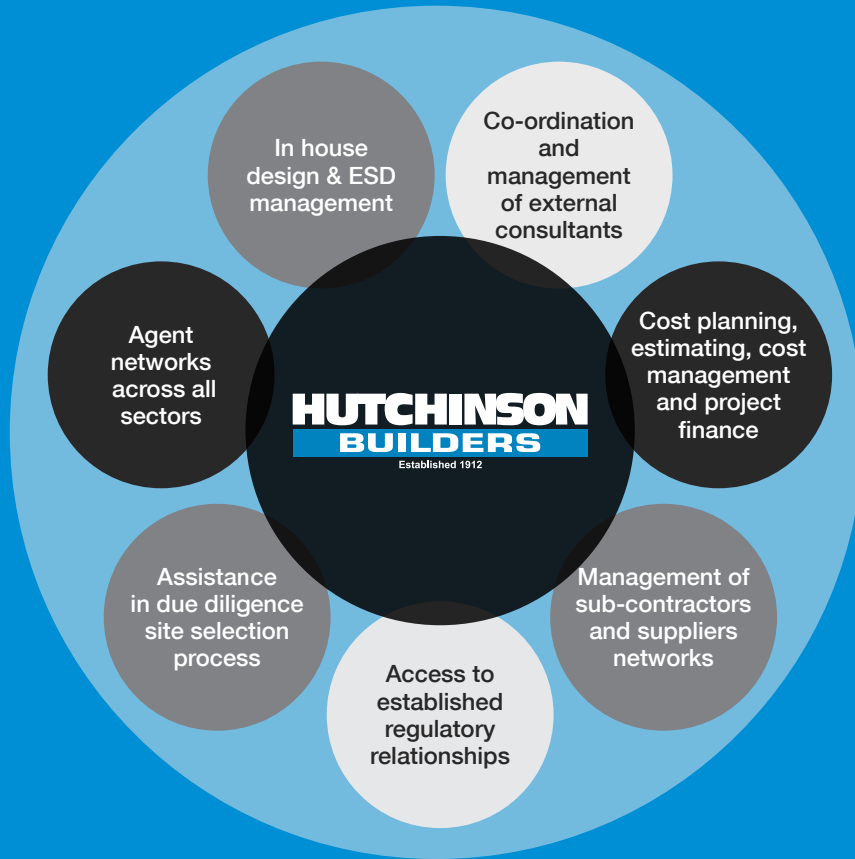 In house
design & ESD
management
Co-ordination
and
management
of external
consultants
Agent
networks
across all
sectors
Cost planning,
estimating, cost
management
and project
finance
HUTCHINSON
BUILDERS
Established 1912
Assistance
in due diligence
site selection
process
Management of
sub-contractors
and suppliers
networks
Access to
established
regulatory
relationships